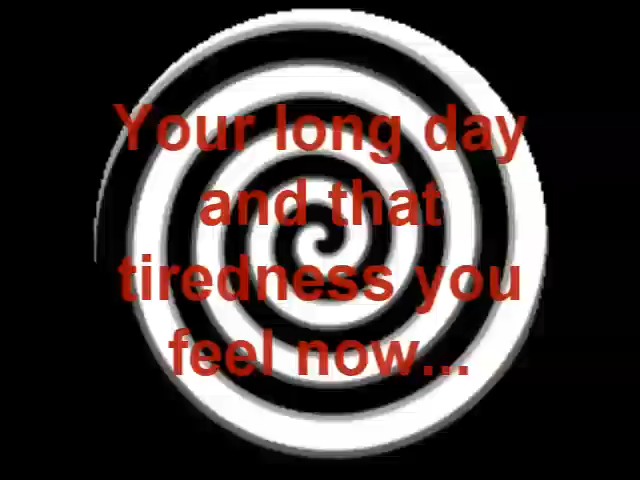 Your long day
and that
tiredness you
feel now...